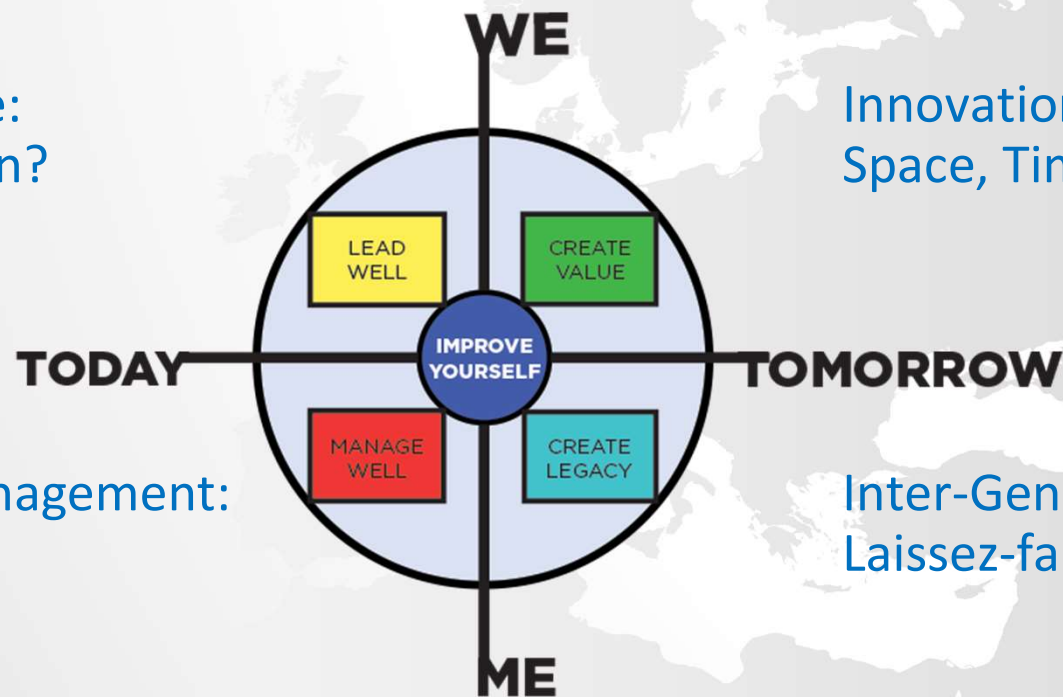 WE
e:
n?
Innovation
Space, Tin
LEAD
WELL
CREATE
VALUE
IMPROVE
YOURSELF
TODAY
TOMORROW
MANAGE
WELL
CREATE
LEGACY
nagement:
Inter-Gen
Laissez-fa
ME